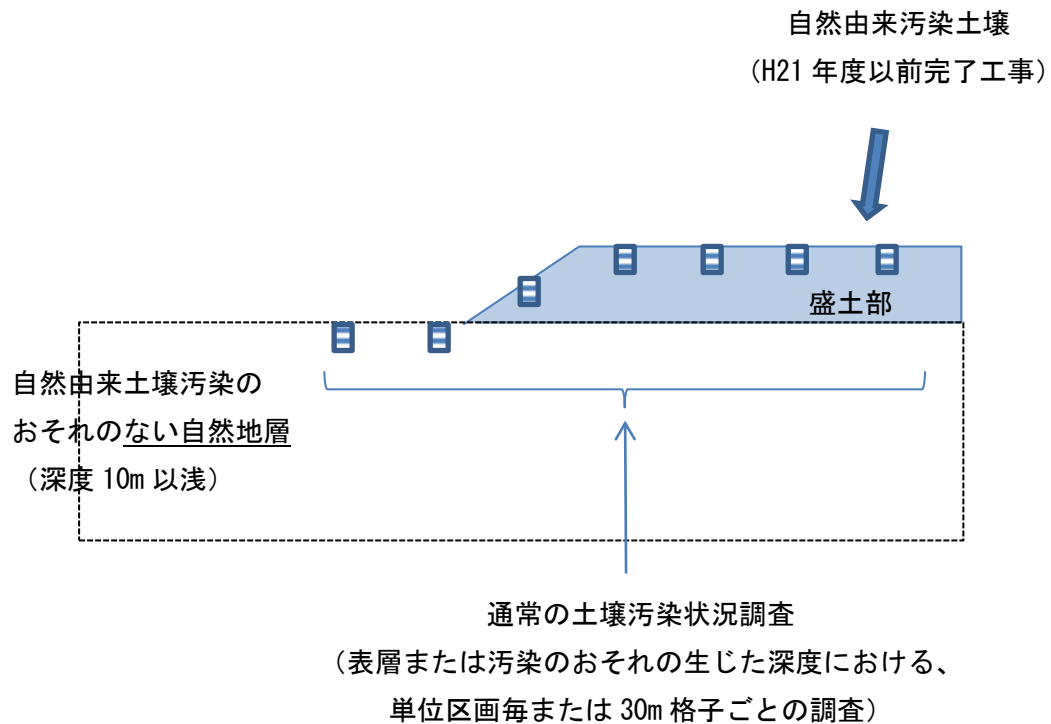 自然由来汚染土壌
（H21 年度以前完了工事）
盛土部
自然由来土壌汚染の
おそれのない自然地層
（深度 10m 以浅）
通常の土壌汚染状況調査
（表層または汚染のおそれの生じた深度における、
単位区画毎または 30m 格子ごとの調査）